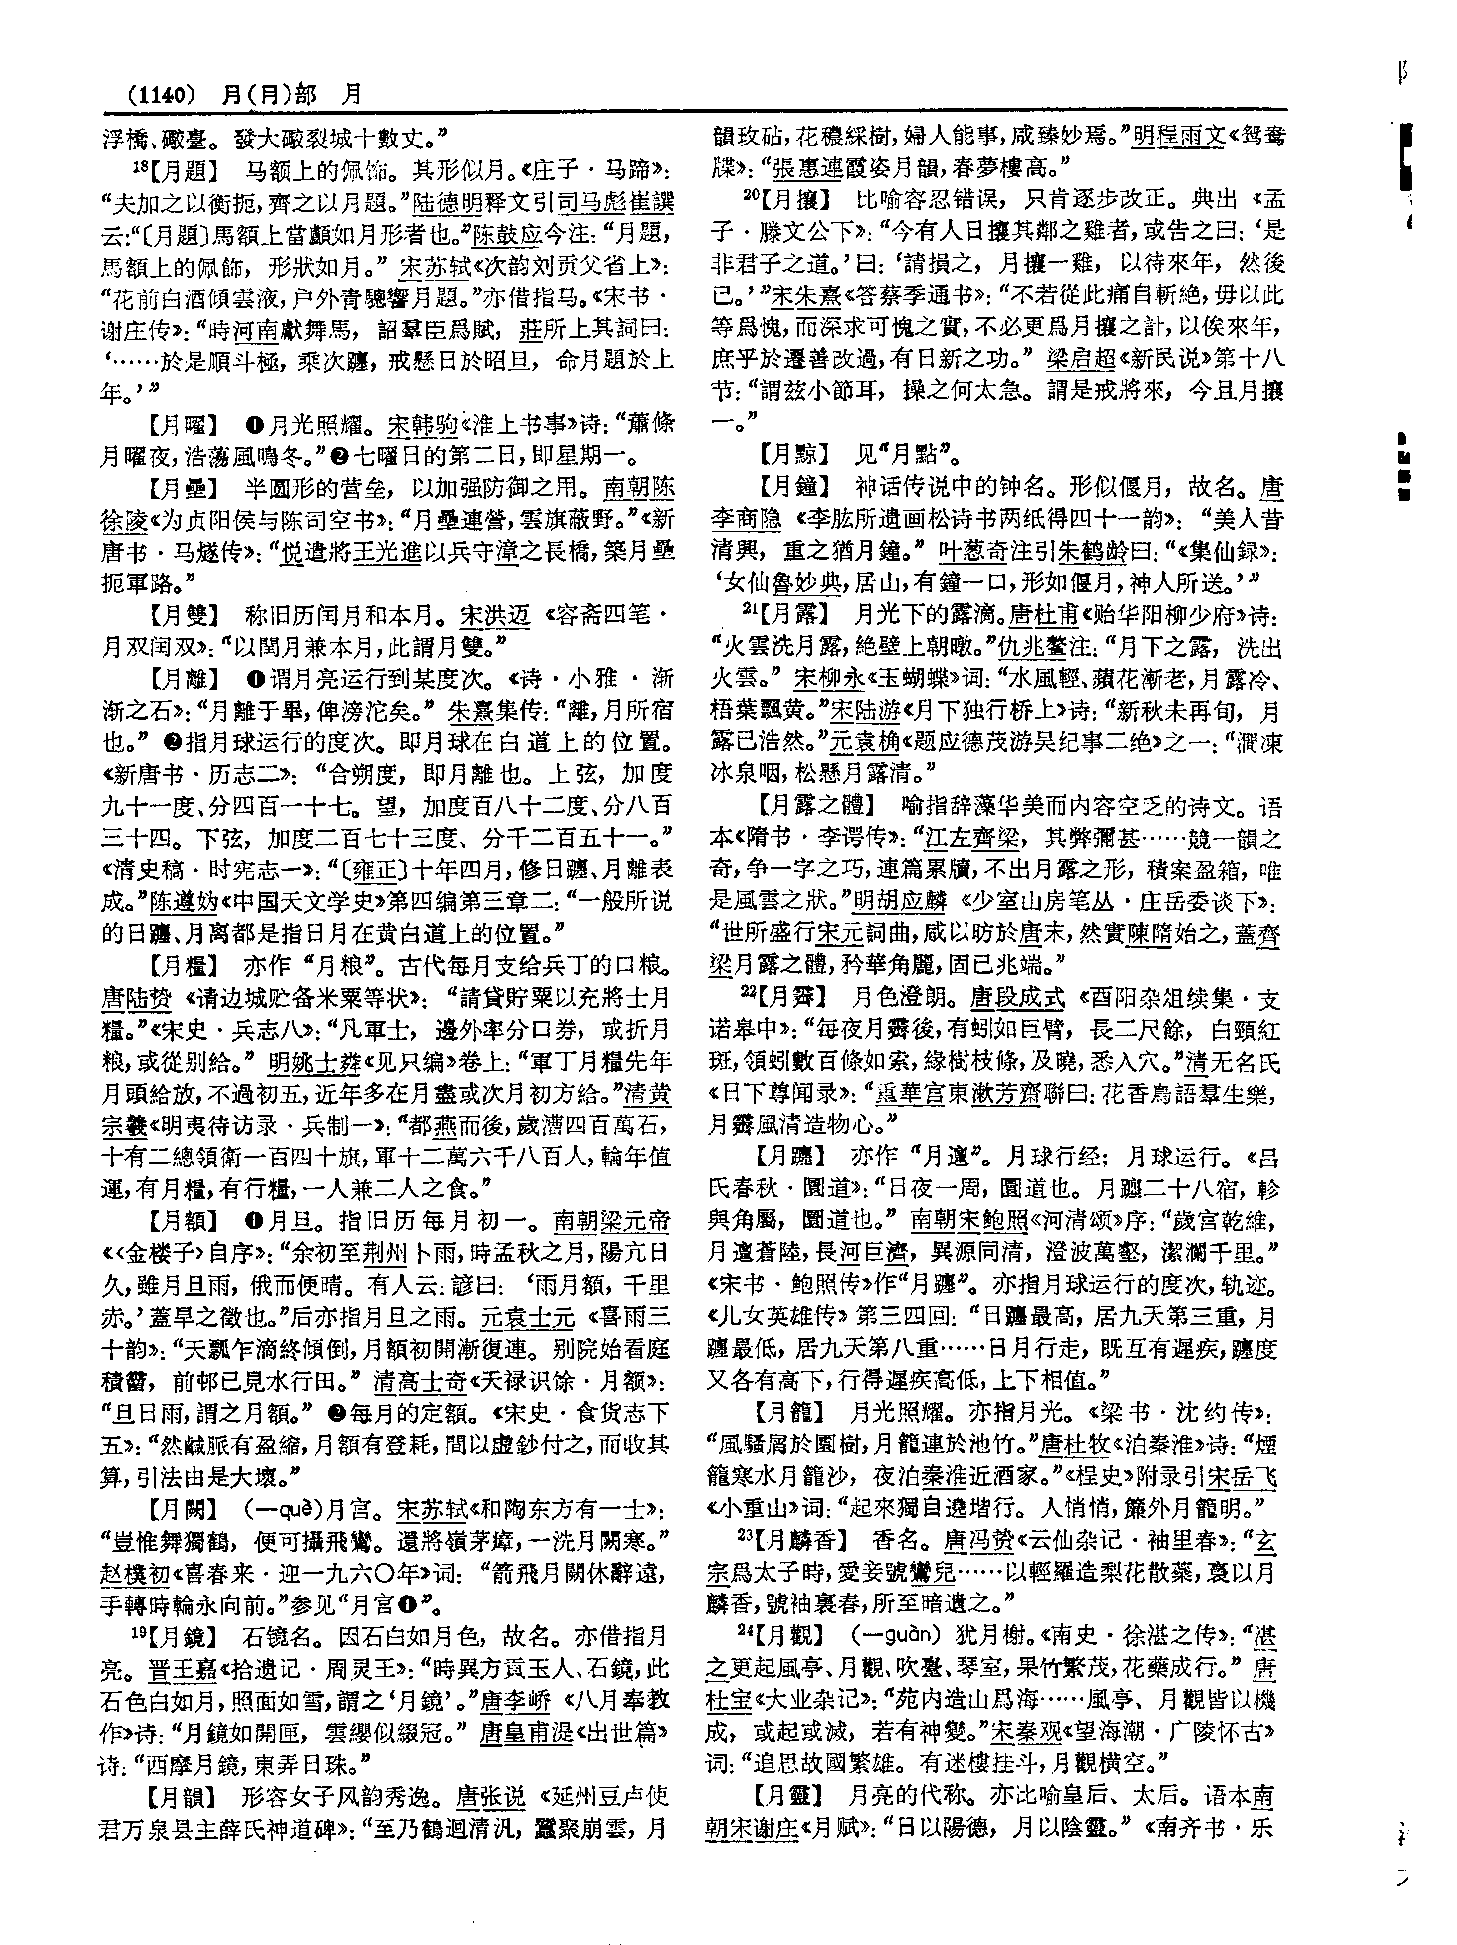 (1140) 月(月)部 月
浮橋、礮臺。發大礮裂城十數丈。”
18【月題】 马额上的佩饰。其形似月。《庄子·马蹄》：
“夫加之以衡扼，齊之以月題。”陆德明释文引司马彪崔譔
云：“〔月題〕馬額上當顱如月形者也。”陈鼓应今注：“月題，
馬額上的佩飾，形狀如月。” 宋苏轼《次韵刘贡父省上》：
“花前白酒傾雲液，户外青驄響月題。”亦借指马。《宋书·
谢庄传》：“時河南獻舞馬，詔羣臣爲賦，莊所上其詞曰：
‘……於是順斗極，乘次躔，戒懸日於昭旦，命月題於上
年。’”
【月曜】 ❶月光照耀。宋韩驹《淮上书事》诗：“蕭條
月曜夜，浩蕩風鳴冬。”❷七曜日的第二日，即星期一。
【月壘】 半圆形的营垒，以加强防御之用。南朝陈
徐陵《为贞阳侯与陈司空书》：“月壘連營，雲旗蔽野。”《新
唐书·马燧传》：“悦遣將王光進以兵守漳之長橋，築月壘
扼軍路。”
【月雙】 称旧历闰月和本月。宋洪迈《容斋四笔·
月双闰双》：“以閏月兼本月，此謂月雙。”
【月離】 ❶谓月亮运行到某度次。《诗·小雅·渐
渐之石》：“月離于畢，俾滂沱矣。” 朱熹集传：“離，月所宿
也。” ❷指月球运行的度次。即月球在白道上的位置。
《新唐书·历志二》：“合朔度，即月離也。上弦，加度
九十一度、分四百一十七。望，加度百八十二度、分八百
三十四。下弦，加度二百七十三度、分千二百五十一。”
《清史稿·时宪志一》：“〔雍正〕十年四月，修日躔、月離表
成。”陈遵妫《中国天文学史》第四编第三章二：“一般所说
的日躔、月离都是指日月在黄白道上的位置。”
【月糧】 亦作“月粮”。古代每月支给兵丁的口粮。
唐陆贽《请边城贮备米粟等状》：“請貸貯粟以充將士月
糧。”《宋史·兵志八》：“凡軍士，邊外率分口券，或折月
粮，或從别給。” 明姚士粦《见只编》卷上：“軍丁月糧先年
月頭給放，不過初五，近年多在月盡或次月初方給。”清黄
宗羲《明夷待访录·兵制一》：“都燕而後，歲漕四百萬石，
十有二總領衛一百四十旗，軍十二萬六千八百人，輪年值
運，有月糧，有行糧，一人兼二人之食。”
【月額】 ❶月旦。指旧历每月初一。南朝梁元帝
《〈金楼子〉自序》：“余初至荆州卜雨，時孟秋之月，陽亢日
久，雖月旦雨，俄而便晴。有人云：諺曰：‘雨月額，千里
赤。’蓋旱之徵也。”后亦指月旦之雨。元袁士元《喜雨三
十韵》：“天瓢乍滴終傾倒，月額初開漸復連。别院始看庭
積霤，前邨已見水行田。” 清高士奇《天禄识馀·月额》：
“旦日雨，謂之月額。” ❷每月的定額。《宋史·食货志下
五》：“然鹹脈有盈缩，月額有登耗，間以虚鈔付之，而收其
算，引法由是大壞。”
【月闕】 （一què）月宫。宋苏轼《和陶东方有一士》：
“豈惟舞獨鶴，便可攝飛鸞。還將嶺茅瘴，一洗月闕寒。”
赵樸初《喜春来·迎一九六〇年》词：“箭飛月闕休辭遠，
手轉時輪永向前。”参见“月宫❶”。
19【月鏡】 石镜名。因石白如月色，故名。亦借指月
亮。晋王嘉《拾遗记·周灵王》：“時異方貢玉人、石鏡，此
石色白如月，照面如雪，謂之‘月鏡’。”唐李峤《八月奉教
作》诗：“月鏡如開匣，雲纓似綴冠。” 唐皇甫湜《出世篇》
诗：“西摩月鏡，東弄日珠。”
【月韻】 形容女子风韵秀逸。唐张说《延州豆卢使
君万泉县主薛氏神道碑》：“至乃鶴迴清汎，鸞聚崩雲，月
韻玫砧，花穠綵樹，婦人能事，咸臻妙焉。”明程雨文《鸳鸯
牒》：“張惠連霞姿月韻，春夢樓高。”
20【月攘】 比喻容忍错误，只肯逐步改正。典出《孟
子·滕文公下》：“今有人日攘其鄰之雞者，或告之曰：‘是
非君子之道。’曰：‘請損之，月攘一雞，以待來年，然後
已。’”宋朱熹《答蔡季通书》：“不若從此痛自斬絶，毋以此
等爲愧，而深求可愧之實，不必更爲月攘之計，以俟來年，
庶乎於遷善改過，有日新之功。” 梁启超《新民说》第十八
节：“謂兹小節耳，操之何太急。謂是戒將來，今且月攘
一。”
【月黥】 见“月點”。
【月鐘】 神话传说中的钟名。形似偃月，故名。唐
李商隐《李肱所遗画松诗书两纸得四十一韵》：“美人昔
清興，重之猶月鐘。” 叶葱奇注引朱鹤龄曰：“《集仙録》：
‘女仙魯妙典，居山，有鐘一口，形如偃月，神人所送。’”
21【月露】 月光下的露滴。唐杜甫《贻华阳柳少府》诗：
“火雲洗月露，絶壁上朝暾。”仇兆鳌注：“月下之露，洗出
火雲。” 宋柳永《玉蝴蝶》词：“水風輕、蘋花漸老，月露冷、
梧葉飄黄。”宋陆游《月下独行桥上》诗：“新秋未再旬，月
露已浩然。”元袁桷《题应德茂游吴纪事二绝》之一：“澗凍
冰泉咽，松懸月露清。”
【月露之體】 喻指辞藻华美而内容空乏的诗文。语
本《隋书·李谔传》：“江左齊梁，其弊彌甚……競一韻之
奇，争一字之巧，連篇累牘，不出月露之形，積案盈箱，唯
是風雲之狀。”明胡应麟《少室山房笔丛·庄岳委谈下》：
“世所盛行宋元詞曲，咸以昉於唐末，然實陳隋始之，蓋齊
梁月露之體，矜華角麗，固已兆端。”
22【月霽】 月色澄朗。唐段成式《酉阳杂俎续集·支
诺皋中》：“每夜月霽後，有蚓如巨臂，長二尺餘，白頸紅
斑，領蚓數百條如索，緣樹枝條，及曉，悉入穴。”清无名氏
《日下尊闻录》：“重華宫東漱芳齋聯曰：花香鳥語羣生樂，
月霽風清造物心。”
【月躔】 亦作“月邅”。月球行经；月球运行。《吕
氏春秋·圜道》：“日夜一周，圜道也。月躔二十八宿，軫
與角屬，圜道也。” 南朝宋鲍照《河清颂》序：“歲宫乾維，
月邅蒼陸，長河巨濟，異源同清，澄波萬壑，潔瀾千里。”
《宋书·鲍照传》作“月躔”。亦指月球运行的度次，轨迹。
《儿女英雄传》第三四回：“日躔最高，居九天第三重，月
躔最低，居九天第八重……日月行走，既互有遲疾，躔度
又各有高下，行得遲疾高低，上下相值。”
【月籠】 月光照耀。亦指月光。《梁书·沈约传》：
“風騷屑於園樹，月籠連於池竹。”唐杜牧《泊秦淮》诗：“煙
籠寒水月籠沙，夜泊秦淮近酒家。”《桯史》附录引宋岳飞
《小重山》词：“起來獨自遶堦行。人悄悄，簾外月籠明。”
23【月麟香】 香名。唐冯贽《云仙杂记·袖里春》：“玄
宗爲太子時，愛妾號鸞兒……以輕羅造梨花散蘂，裛以月
麟香，號袖裏春，所至暗遺之。”
24【月觀】 （一guàn）犹月榭。《南史·徐湛之传》：“湛
之更起風亭、月觀、吹臺、琴室，果竹繁茂，花藥成行。” 唐
杜宝《大业杂记》：“苑内造山爲海……風亭、月觀皆以機
成，或起或滅，若有神變。”宋秦观《望海潮·广陵怀古》
词：“追思故國繁雄。有迷樓挂斗，月觀横空。”
【月靈】 月亮的代称。亦比喻皇后、太后。语本南
朝宋谢庄《月赋》：“日以陽德，月以陰靈。”《南齐书·乐